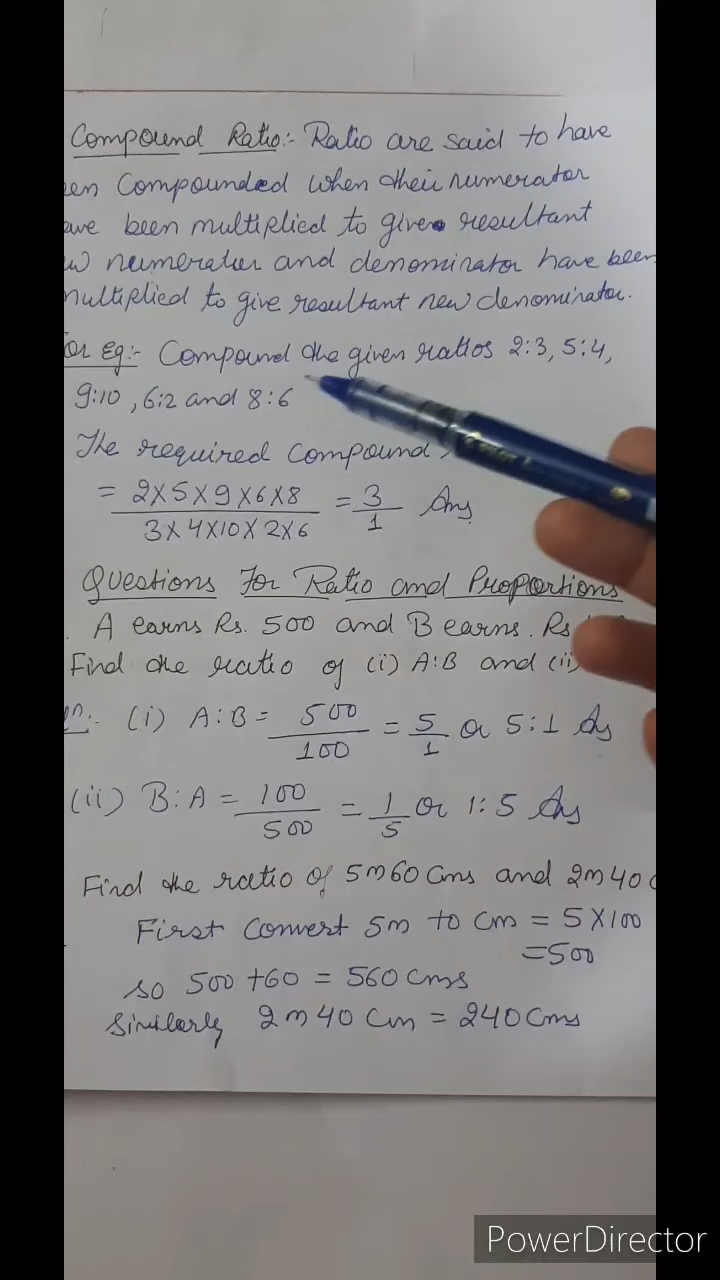 Compound Ratio:- Ratio are said to have
en Compounded when their numerator
ave been multiplied to give resultant
w numerator and denominator have been
multiplied to give resultant new denominator.
For Eg:- Compound the given ratios 2:3, 5:4,
9:10, 6:2 and 8:6
The required Compound
= 2×5×9×6×8 / 3×4×10×2×6 = 3/1 Ans
Questions For Ratio and Proportions
. A earns Rs. 500 and B earns. Rs
Find the ratio of (i) A:B and (ii)
n:- (i) A:B = 500/100 = 5/1 or 5:1 Ans
(ii) B:A = 100/500 = 1/5 or 1:5 Ans
Find the ratio of 5m60 Cms and 2m40 c
First Convert 5m to cm = 5×100
=500
so 500+60 = 560 Cms
Similarly 2m40 Cm = 240 Cms
PowerDirector